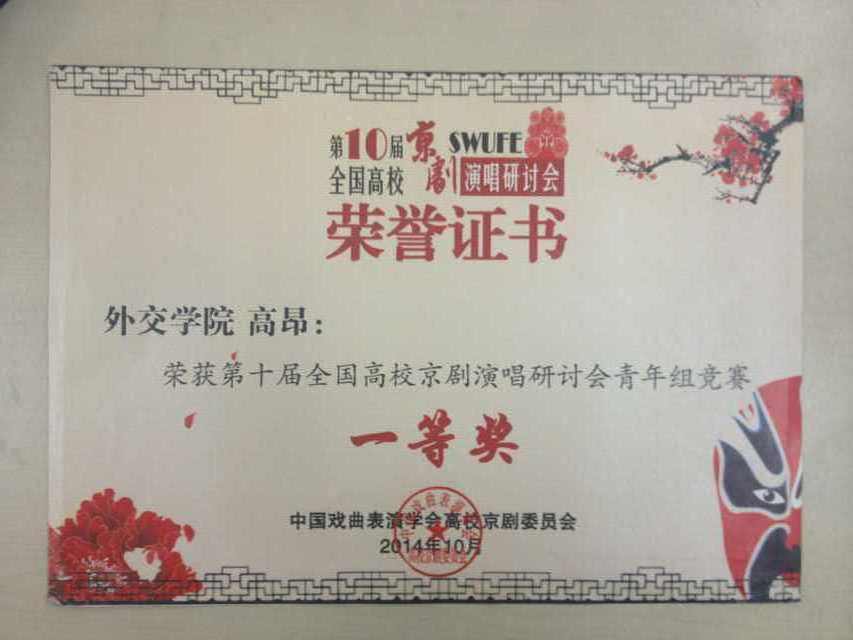 第10届京剧 SWUFE
全国高校 演唱研讨会
荣誉证书
外交学院 高昂：
荣获第十届全国高校京剧演唱研讨会青年组竞赛
一等奖
中国戏曲表演学会高校京剧委员会
2014年10月